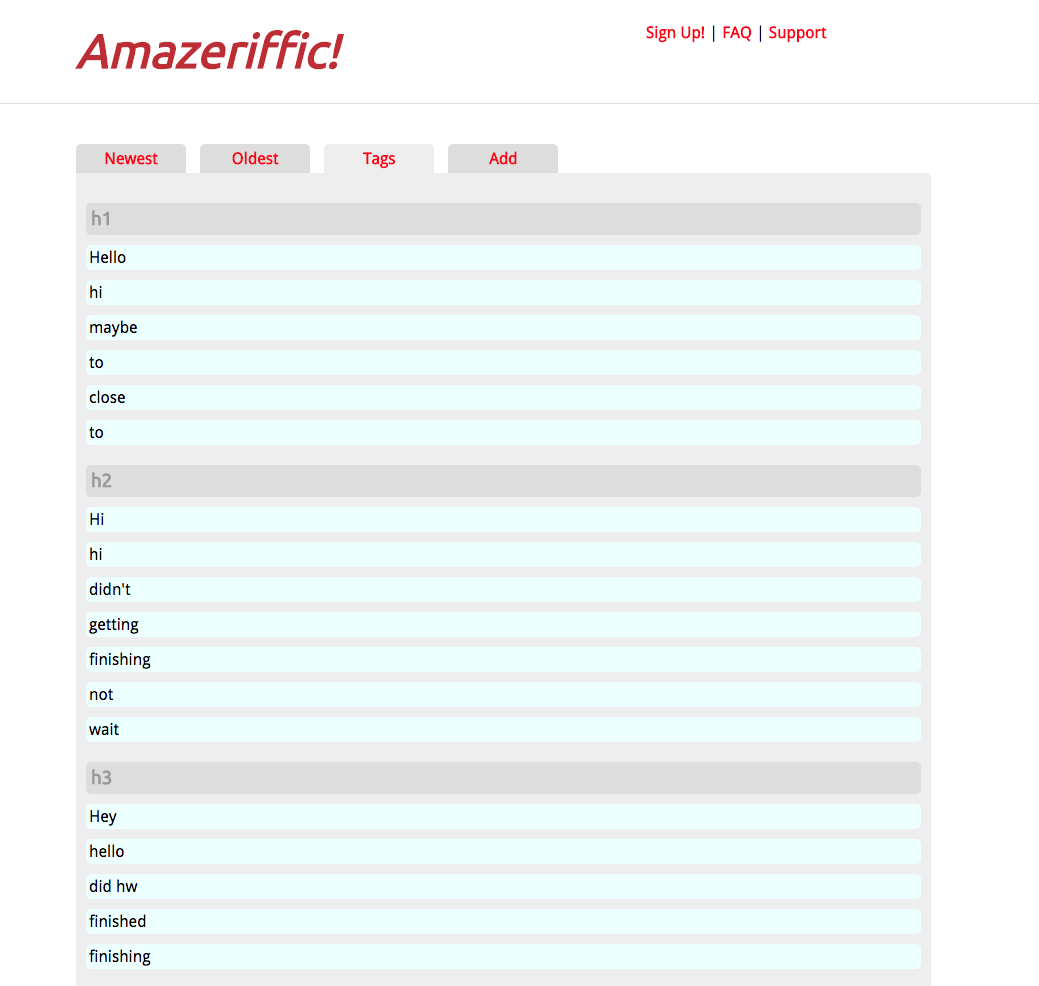 Amazeriffic!
Sign Up! | FAQ | Support
Newest Oldest Tags Add
h1
Hello
hi
maybe
to
close
to
h2
Hi
hi
didn't
getting
finishing
not
wait
h3
Hey
hello
did hw
finished
finishing